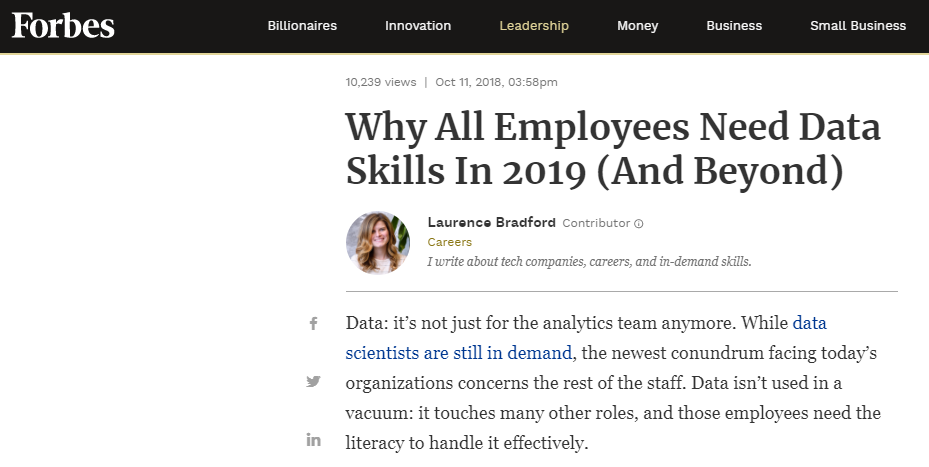 Forbes
Billionaires Innovation Leadership Money Business Small Business
10,239 views | Oct 11, 2018, 03:58pm
Why All Employees Need Data
Skills In 2019 (And Beyond)
Laurence Bradford Contributor
Careers
I write about tech companies, careers, and in-demand skills.
Data: it’s not just for the analytics team anymore. While data
scientists are still in demand, the newest conundrum facing today’s
organizations concerns the rest of the staff. Data isn’t used in a
vacuum: it touches many other roles, and those employees need the
literacy to handle it effectively.